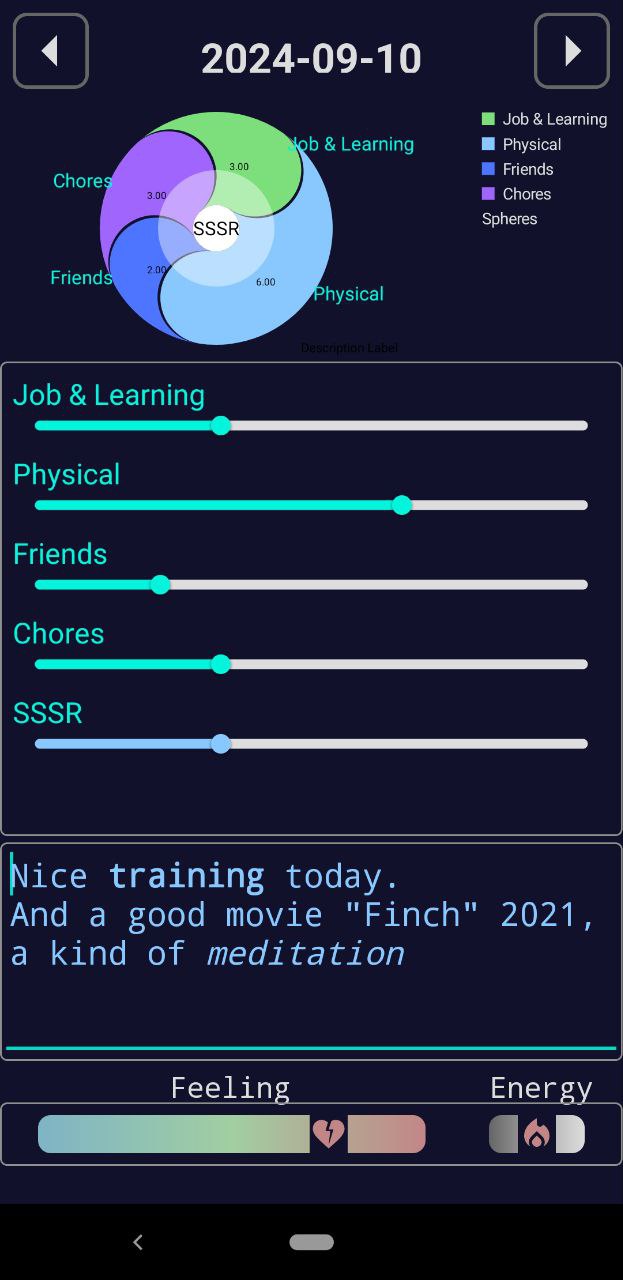 2024-09-10
Job & Learning
Physical
Friends
Chores
Spheres
Job & Learning
3.00
Chores
3.00
SSSR
Friends
2.00
6.00
Physical
Description Label
Job & Learning
Physical
Friends
Chores
SSSR
Nice training today.
And a good movie "Finch" 2021,
a kind of meditation
Feeling
Energy